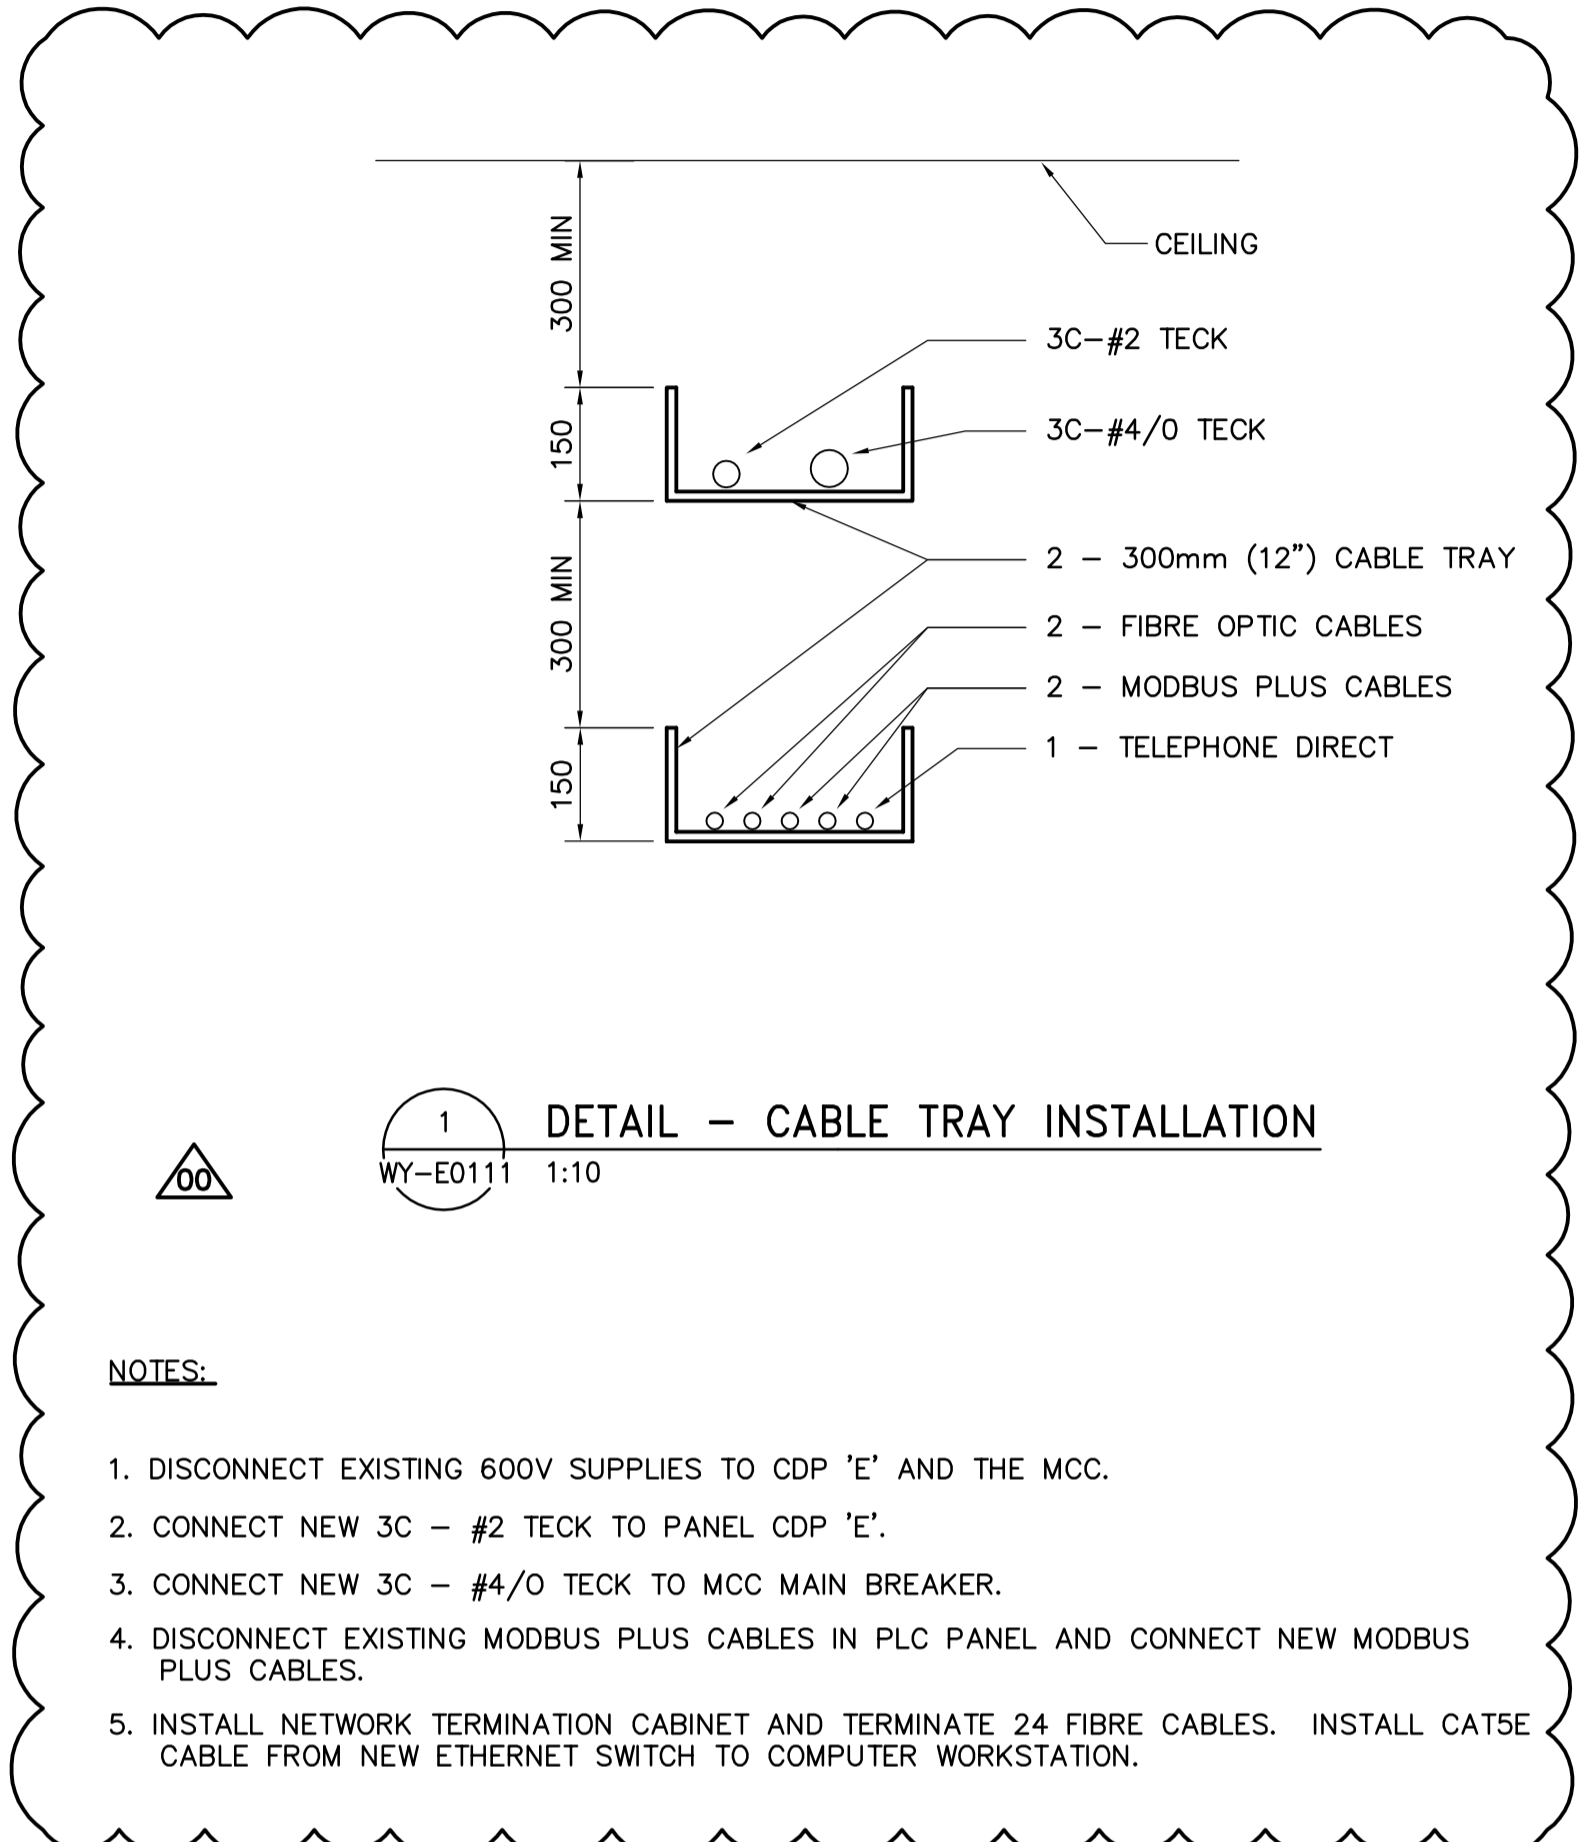 CEILING
300 MIN
3C-#2 TECK
3C-#4/0 TECK
150
2 - 300mm (12") CABLE TRAY
300 MIN
2 - FIBRE OPTIC CABLES
2 - MODBUS PLUS CABLES
1 - TELEPHONE DIRECT
150
1
DETAIL - CABLE TRAY INSTALLATION
WY-E0111 1:10
00
NOTES:
1. DISCONNECT EXISTING 600V SUPPLIES TO CDP 'E' AND THE MCC.
2. CONNECT NEW 3C - #2 TECK TO PANEL CDP 'E'.
3. CONNECT NEW 3C - #4/0 TECK TO MCC MAIN BREAKER.
4. DISCONNECT EXISTING MODBUS PLUS CABLES IN PLC PANEL AND CONNECT NEW MODBUS
PLUS CABLES.
5. INSTALL NETWORK TERMINATION CABINET AND TERMINATE 24 FIBRE CABLES. INSTALL CAT5E
CABLE FROM NEW ETHERNET SWITCH TO COMPUTER WORKSTATION.